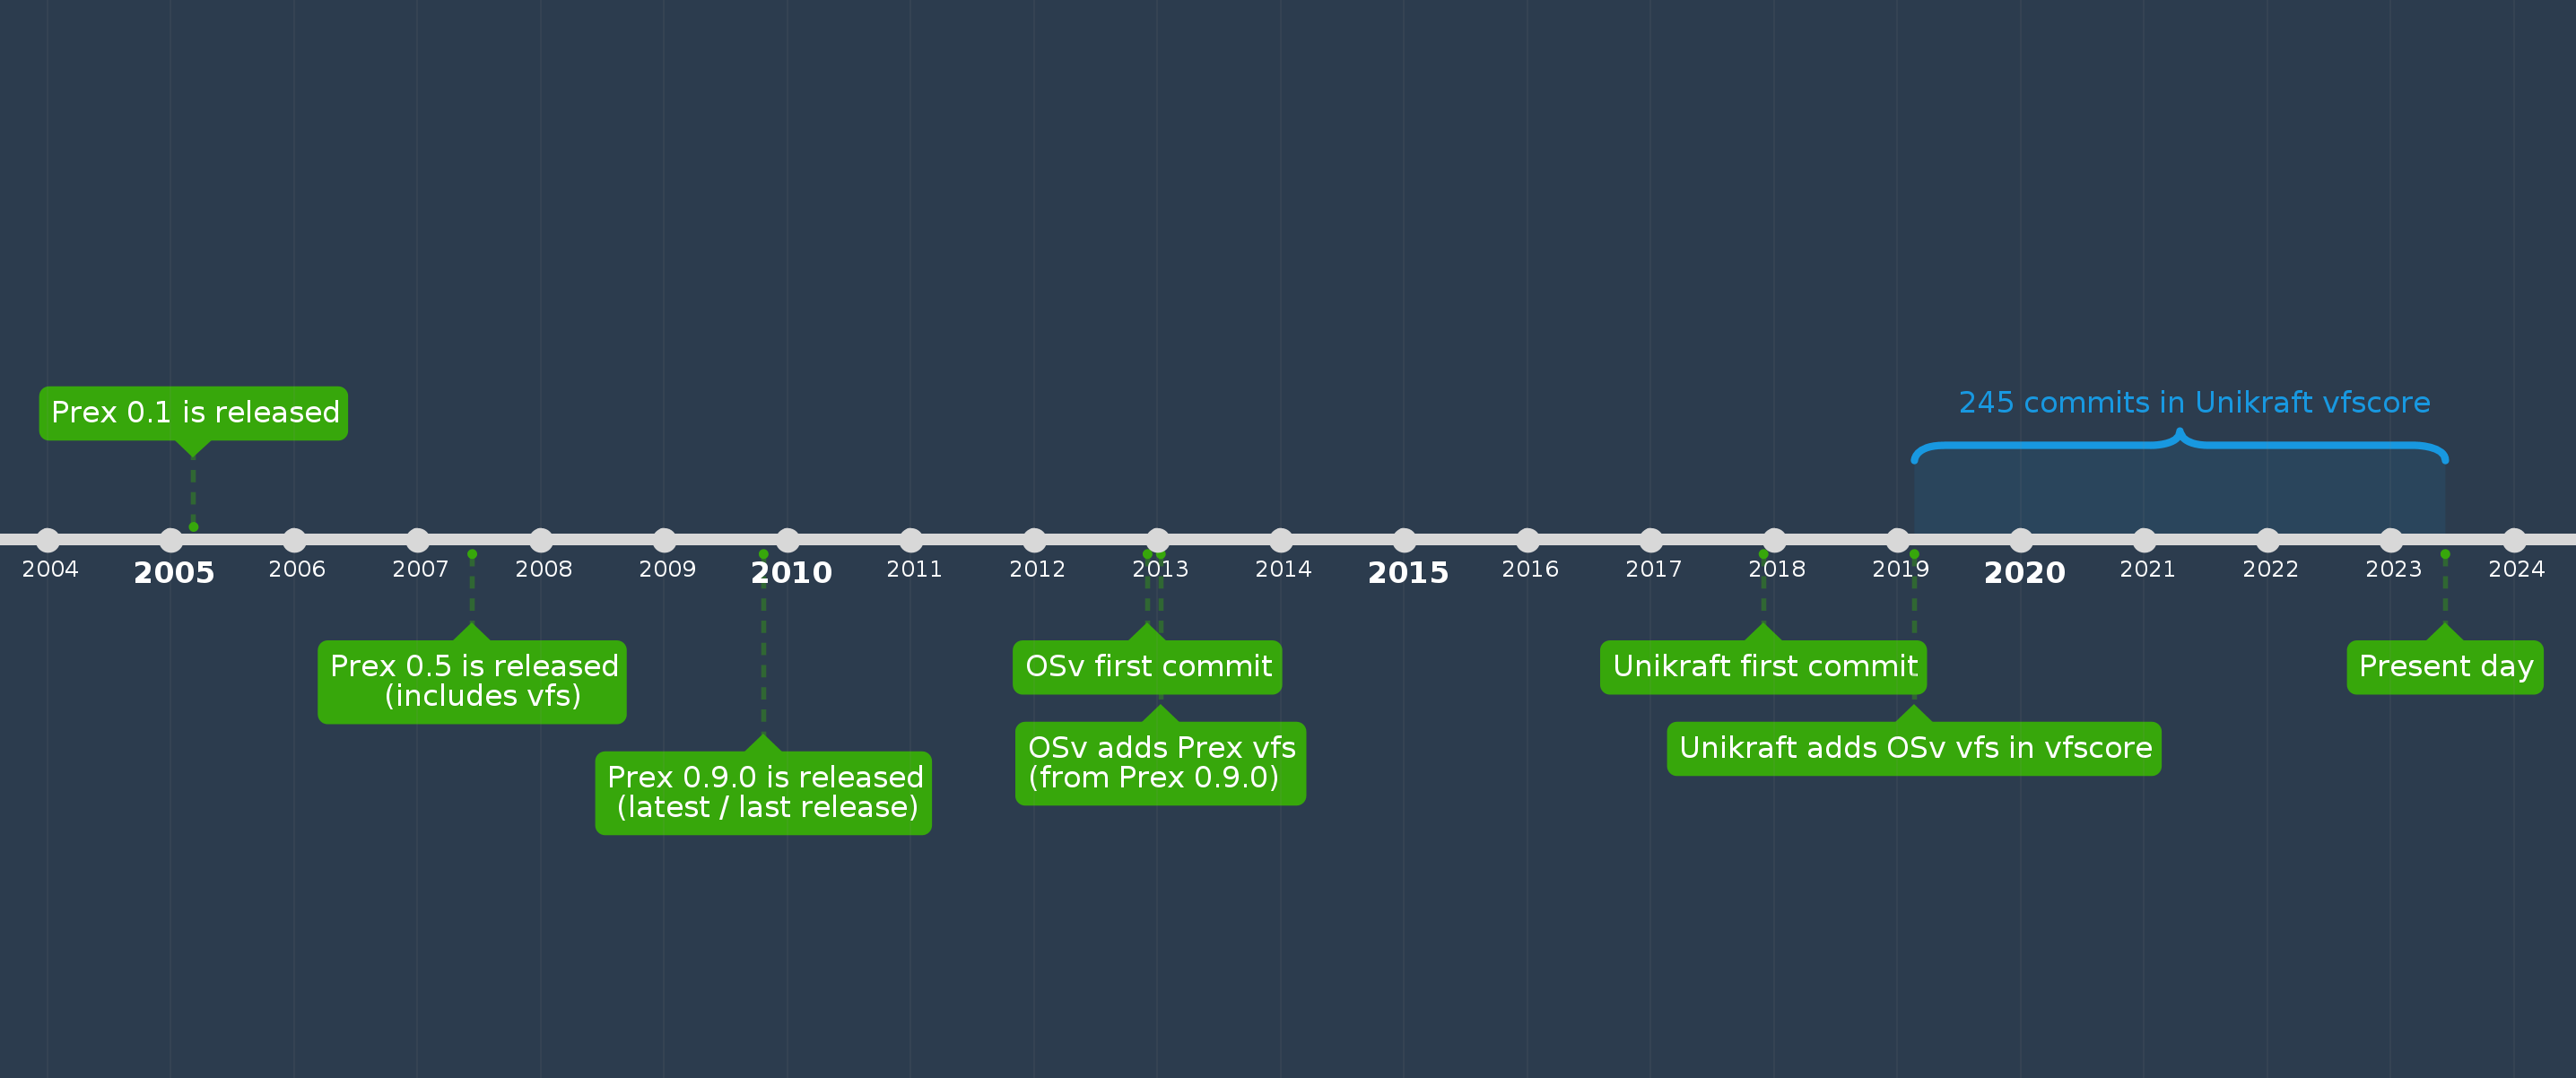 Prex 0.1 is released
245 commits in Unikraft vfscore
2004
2005
2006
2007
2008
2009
2010
2011
2012
2013
2014
2015
2016
2017
2018
2019
2020
2021
2022
2023
2024
Prex 0.5 is released
(includes vfs)
Prex 0.9.0 is released
(latest / last release)
OSv first commit
OSv adds Prex vfs
(from Prex 0.9.0)
Unikraft first commit
Unikraft adds OSv vfs in vfscore
Present day